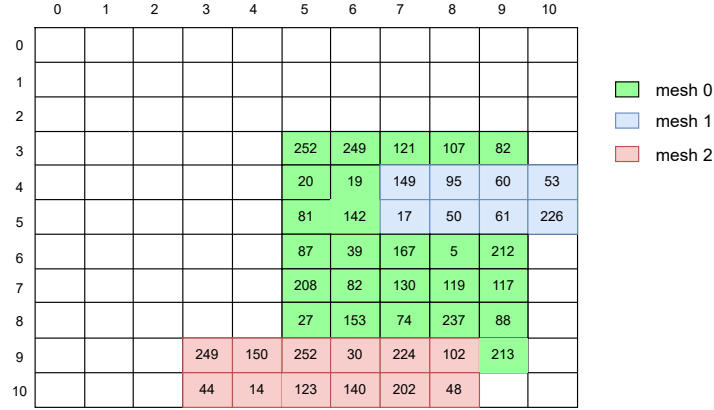 0 1 2 3 4 5 6 7 8 9 10
0
1
mesh 0
2
mesh 1
3 252 249 121 107 82
mesh 2
4 20 19 149 95 60 53
5 81 142 17 50 61 226
6 87 39 167 5 212
7 208 82 130 119 117
8 27 153 74 237 88
9 249 150 252 30 224 102 213
10 44 14 123 140 202 48